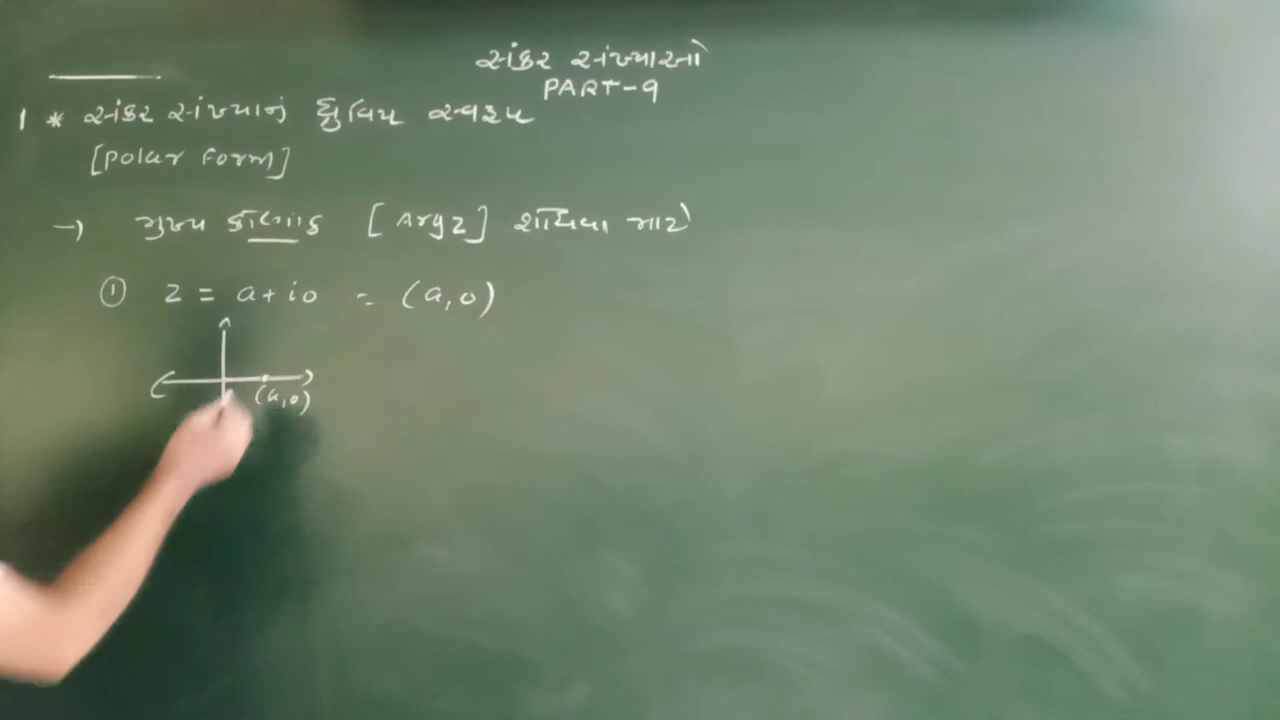 સંકર સંખ્યાઓ
PART-9
1 * સંકર સંખ્યાનું ધ્રુવિય સ્વરૂપ
[Polar Form]
→ મુખ્ય કોણાંક [Arg z] શોધવા માટે
① z = a + i0 = (a,0)
(a,0)